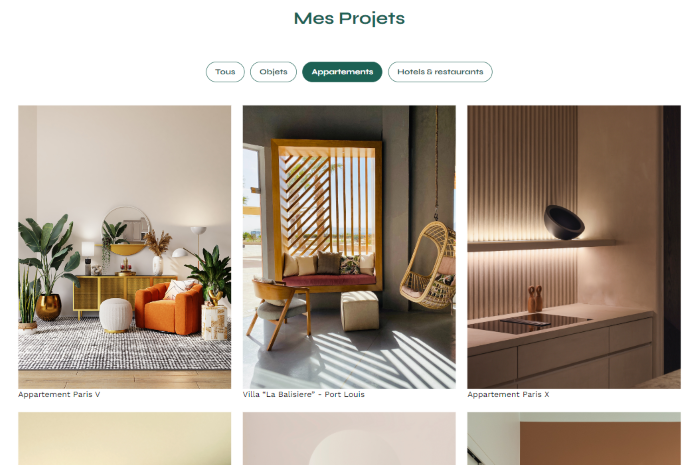 Mes Projets
Tous
Objets
Appartements
Hotels & restaurants
Appartement Paris V
Villa "La Balisiere" - Port Louis
Appartement Paris X